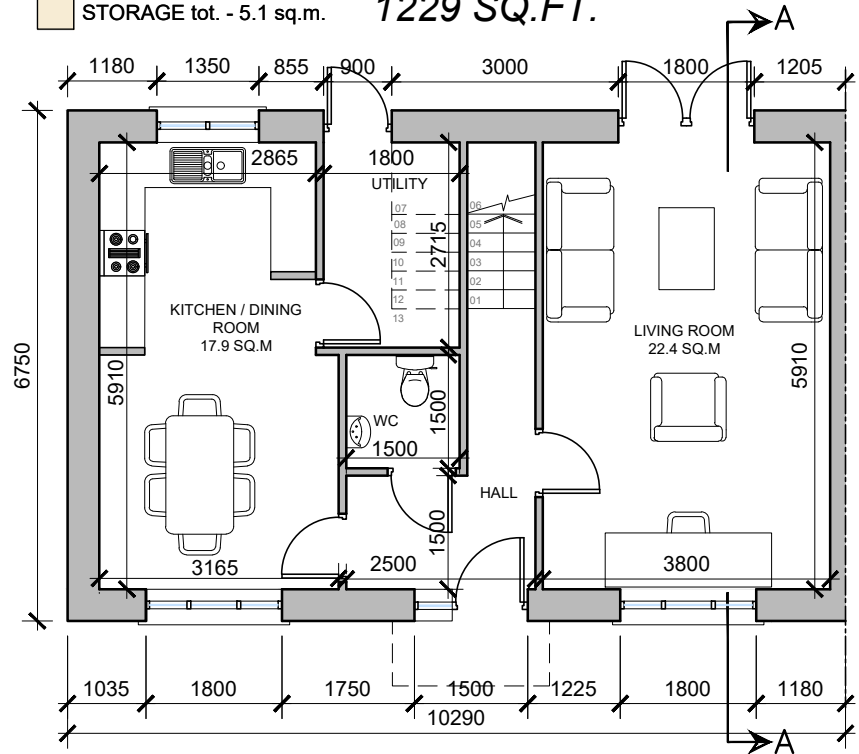 STORAGE tot. - 5.1 sq.m.
1229 SQ.FT.
A
1180 1350 855 900 3000 1800 1205
2865 1800
UTILITY
07 06
08 05
09 04
10 03
11 02
12 01
13
2715
KITCHEN / DINING
ROOM
17.9 SQ.M
LIVING ROOM
22.4 SQ.M
6750
5910
5910
WC
1500
1500
HALL
1500
3165 2500 3800
1035 1800 1750 1500 1225 1800 1180
10290
A